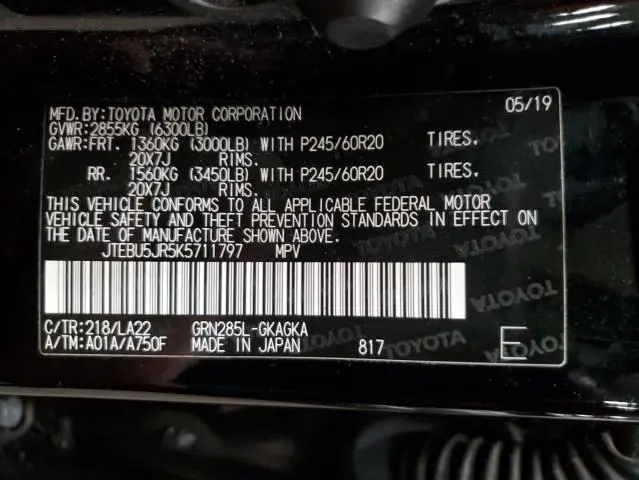 MFD.BY:TOYOTA MOTOR CORPORATION 05/19
GVWR:2855KG (6300LB)
GAWR:FRT. 1360KG (3000LB) WITH P245/60R20 TIRES.
20X7J RIMS.
RR. 1560KG (3450LB) WITH P245/60R20 TIRES.
20X7J RIMS.
THIS VEHICLE CONFORMS TO ALL APPLICABLE FEDERAL MOTOR
VEHICLE SAFETY AND THEFT PREVENTION STANDARDS IN EFFECT ON
THE DATE OF MANUFACTURE SHOWN ABOVE.
JTEBU5JR5K5711797 MPV
C/TR:218/LA22 GRN285L-GKAGKA
A/TM:A01A/A750F MADE IN JAPAN 817 E